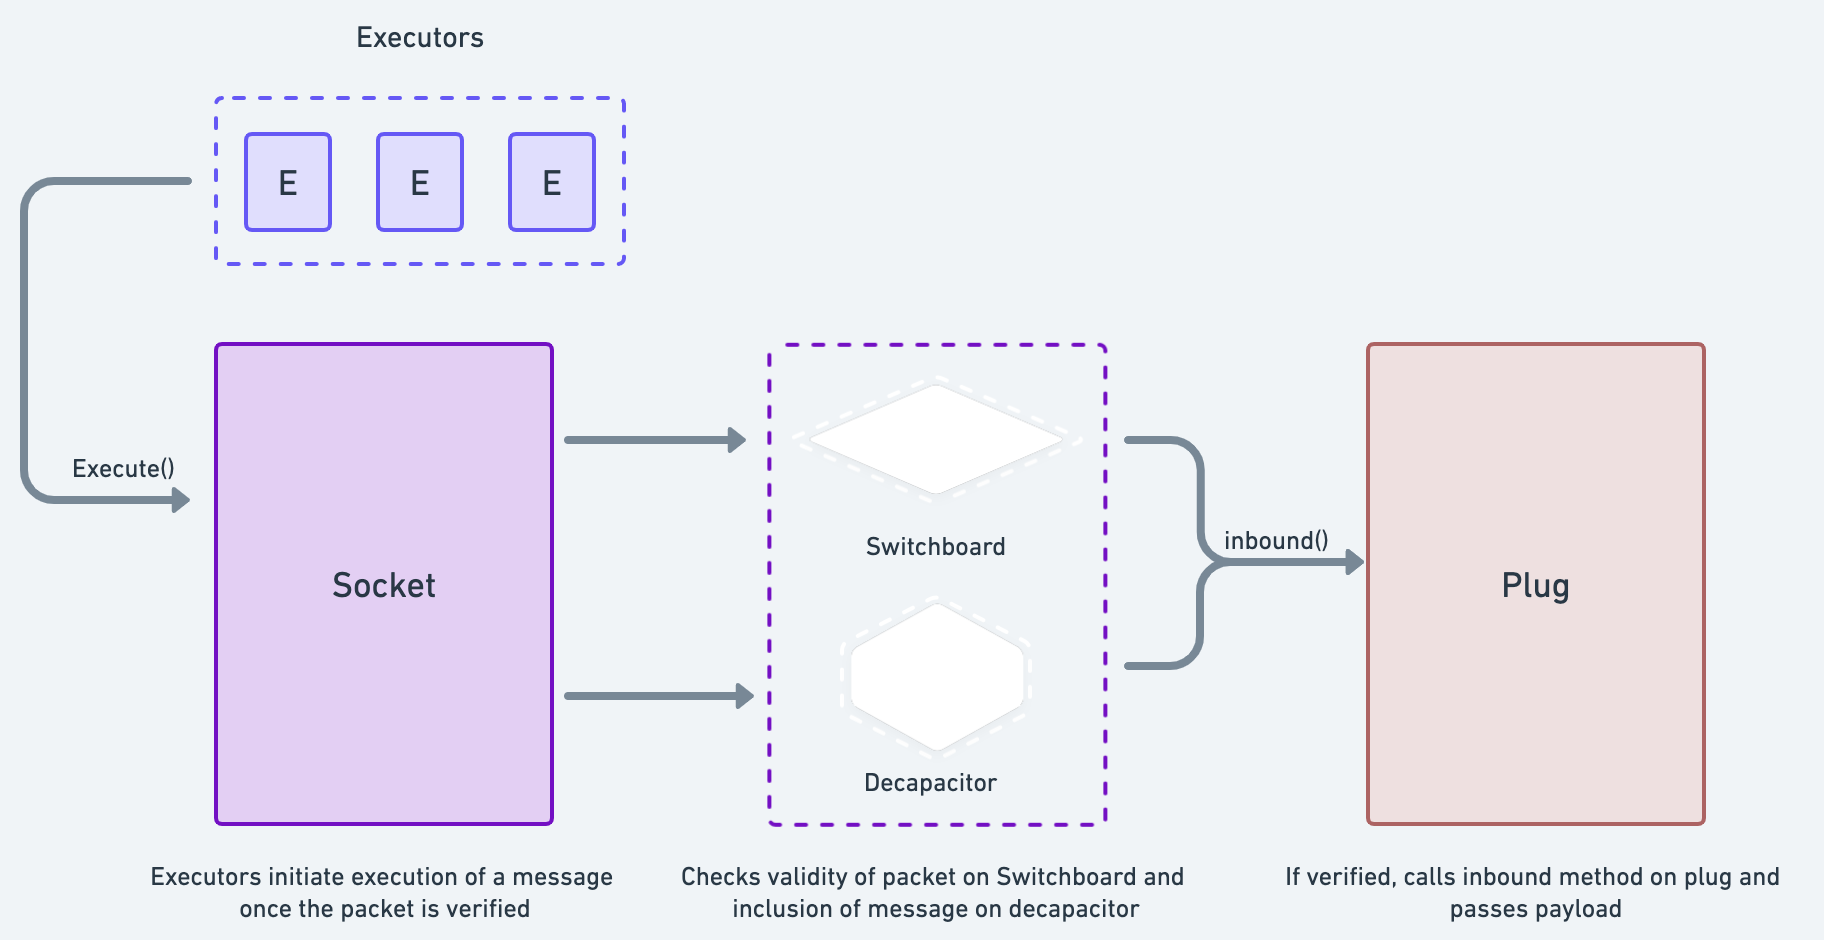 Executors
E
E
E
Execute()
Socket
Switchboard
Decapacitor
inbound()
Plug
Executors initiate execution of a message
once the packet is verified
Checks validity of packet on Switchboard and
inclusion of message on decapacitor
If verified, calls inbound method on plug and
passes payload